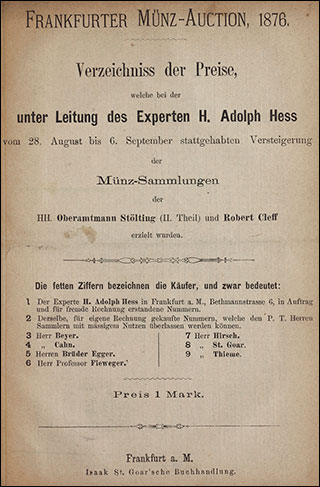 FRANKFURTER MÜNZ-AUCTION, 1876.
Verzeichniss der Preise,
welche bei der
unter Leitung des Experten H. Adolph Hess
vom 28. August bis 6. September stattgehabten Versteigerung
der
Münz-Sammlungen
der
HH. Oberamtmann Stölting (II. Theil) und Robert Cleff
erzielt wurden.
Die fetten Ziffern bezeichnen die Käufer, und zwar bedeutet:
1 Der Experte H. Adolph Hess in Frankfurt a. M., Bethmannstrasse 6, in Auftrag
und für fremde Rechnung erstandene Nummern.
2 Derselbe, für eigene Rechnung gekaufte Nummern, welche den P. T. Herren
Sammlern mit mässigem Nutzen überlassen werden können.
3 Herr Beyer.
4 „ Cahn.
5 Herren Brüder Egger.
6 Herr Professor Fieweger.
7 Herr Hirsch.
8 „ St. Goar.
9 „ Thieme.
Preis 1 Mark.
Frankfurt a. M.
Isaak St. Goar'sche Buchhandlung.